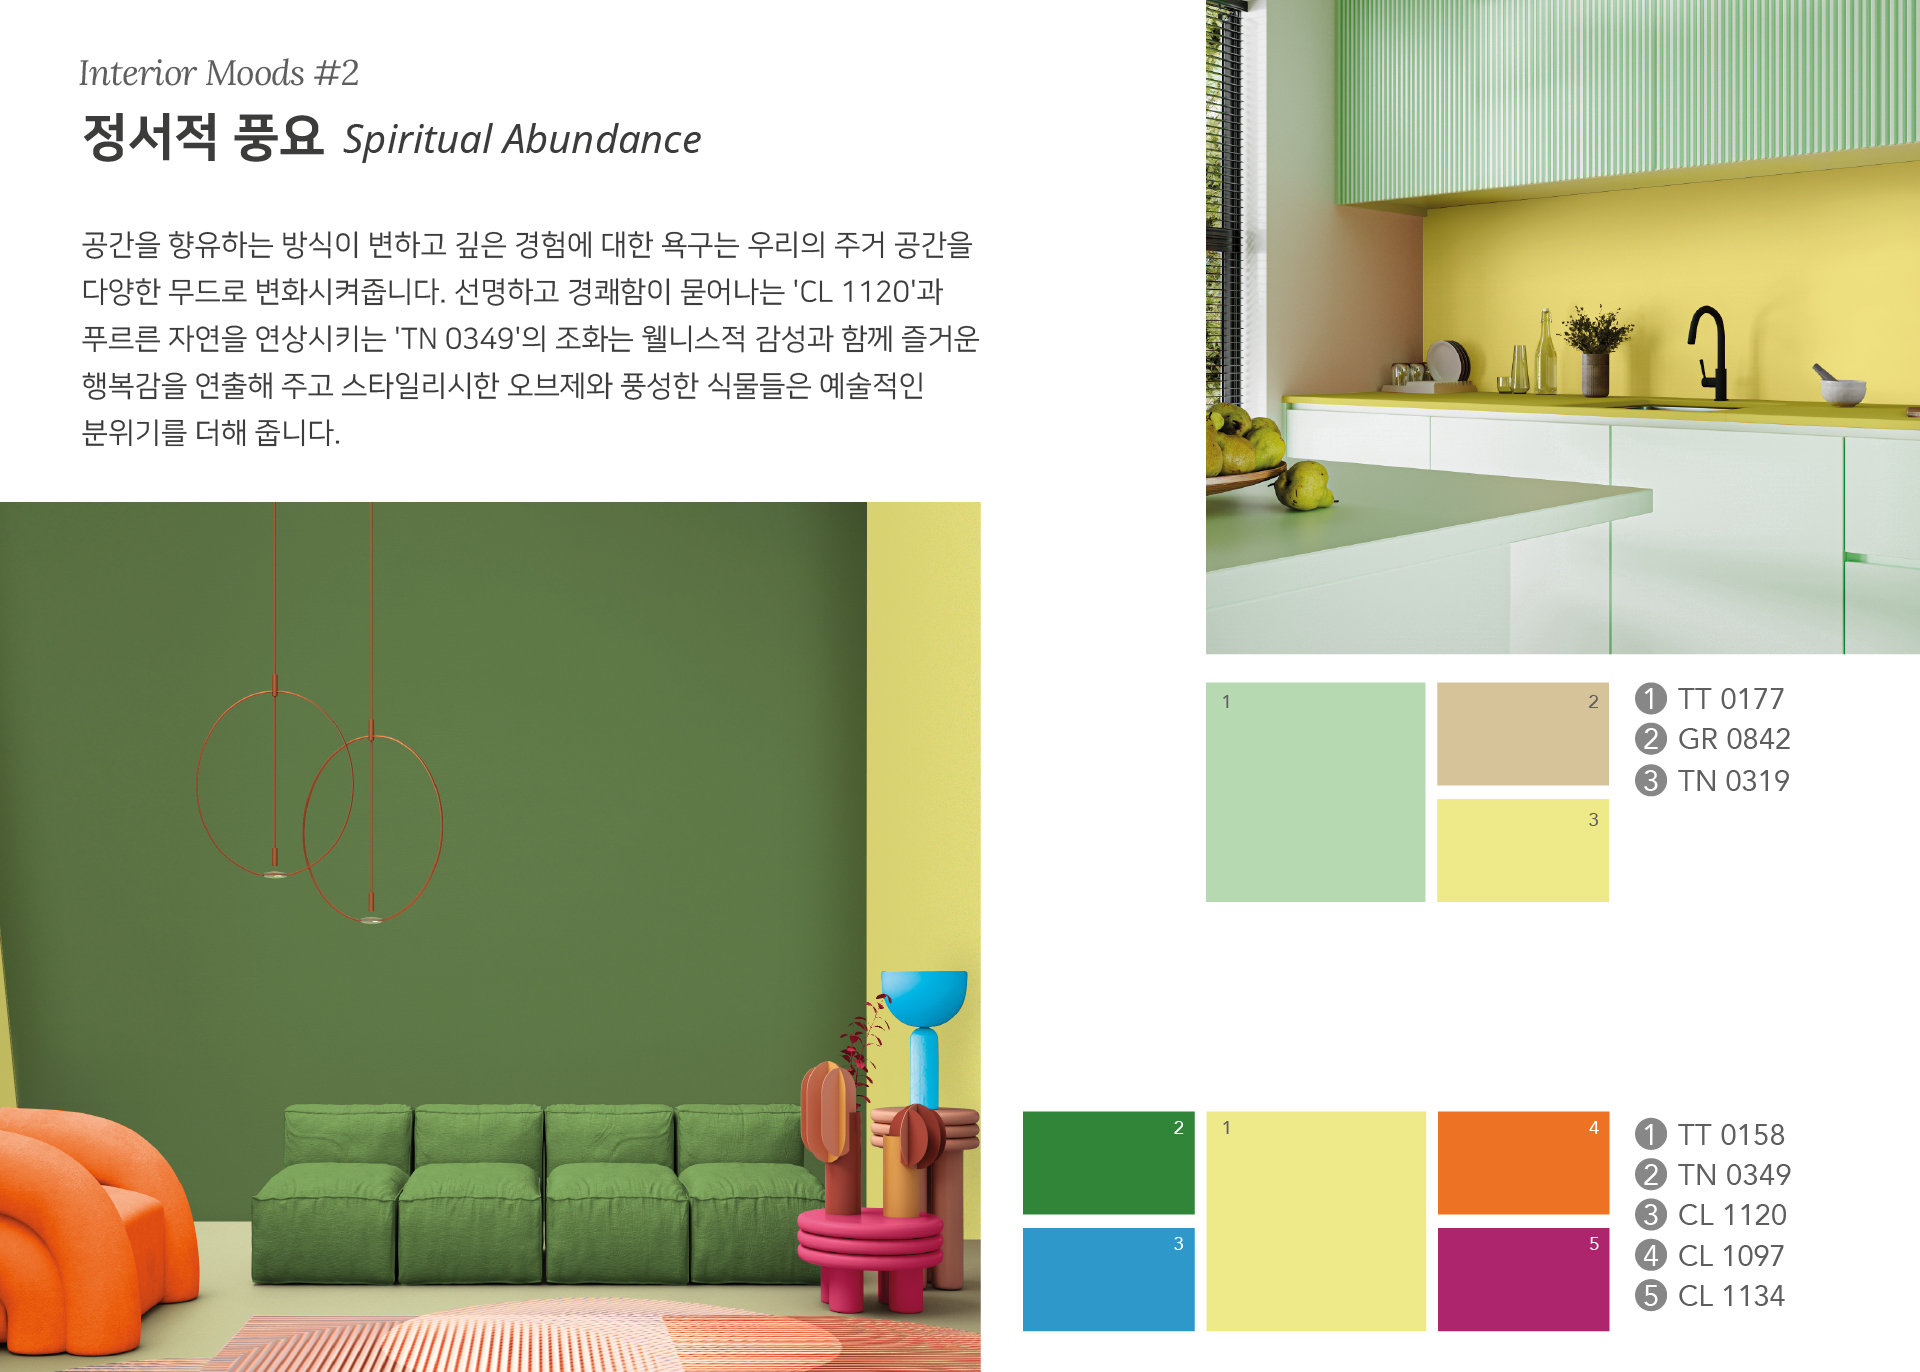 Interior Moods #2
정서적 풍요 Spiritual Abundance
공간을 향유하는 방식이 변하고 깊은 경험에 대한 욕구는 우리의 주거 공간을
다양한 무드로 변화시켜줍니다. 선명하고 경쾌함이 묻어나는 'CL 1120'과
푸르른 자연을 연상시키는 'TN 0349'의 조화는 웰니스적 감성과 함께 즐거운
행복감을 연출해 주고 스타일리시한 오브제와 풍성한 식물들은 예술적인
분위기를 더해 줍니다.
1
2
3
1 TT 0177
2 GR 0842
3 TN 0319
2
1
4
3
5
1 TT 0158
2 TN 0349
3 CL 1120
4 CL 1097
5 CL 1134